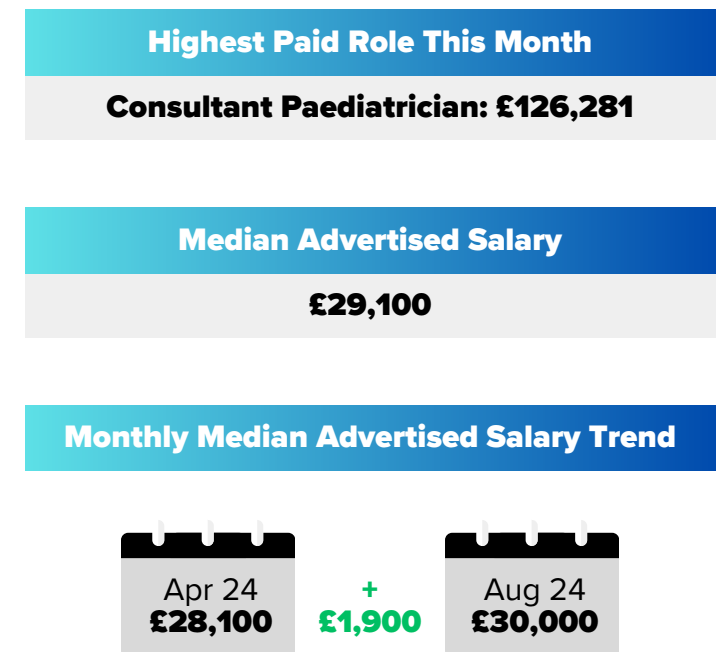 Highest Paid Role This Month
Consultant Paediatrician: £126,281
Median Advertised Salary
£29,100
Monthly Median Advertised Salary Trend
Apr 24
£28,100
+
£1,900
Aug 24
£30,000